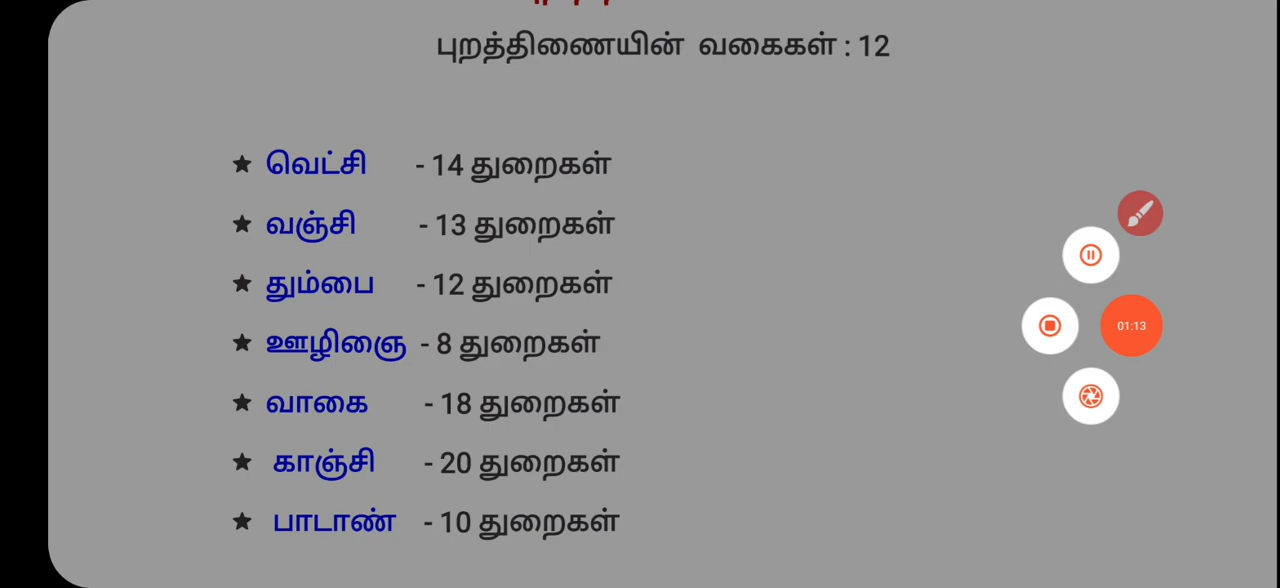 புறத்திணையின் வகைகள் : 12
★ வெட்சி - 14 துறைகள்
★ வஞ்சி - 13 துறைகள்
★ தும்பை - 12 துறைகள்
★ ஊழிஞை - 8 துறைகள்
★ வாகை - 18 துறைகள்
★ காஞ்சி - 20 துறைகள்
★ பாடாண் - 10 துறைகள்
01:13